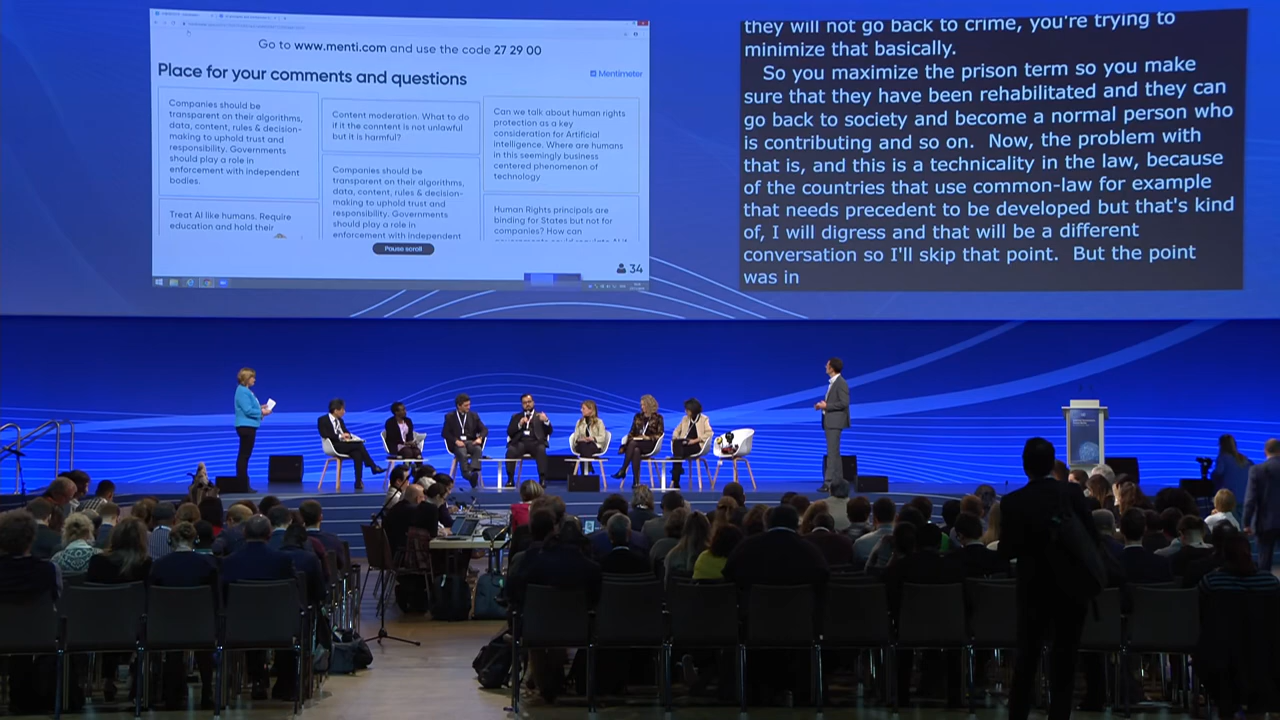 Go to www.menti.com and use the code 27 29 00
Place for your comments and questions
Mentimeter
Companies should be
transparent on their algorithms,
data, content, rules & decision-
making to uphold trust and
responsibility. Governments
should play a role in
enforcement with independent
bodies.
Treat AI like humans. Require
education and hold their
Content moderation. What to do
if it the conntent is not unlawful
but it is harmful?
Companies should be
transparent on their algorithms,
data, content, rules & decision-
making to uphold trust and
responsibility. Governments
should play a role in
enforcement with independent
Can we talk about human rights
protection as a key
consideration for Artificial
Intelligence. Where are humans
in this seemingly business
centered phenomenon of
technology
Human Rights principals are
binding for States but not for
companies? How can
Pause scroll
34
they will not go back to crime, you're trying to
minimize that basically.
So you maximize the prison term so you make
sure that they have been rehabilitated and they can
go back to society and become a normal person who
is contributing and so on. Now, the problem with
that is, and this is a technicality in the law, because
of the countries that use common-law for example
that needs precedent to be developed but that's kind
of, I will digress and that will be a different
conversation so I'll skip that point. But the point
was in